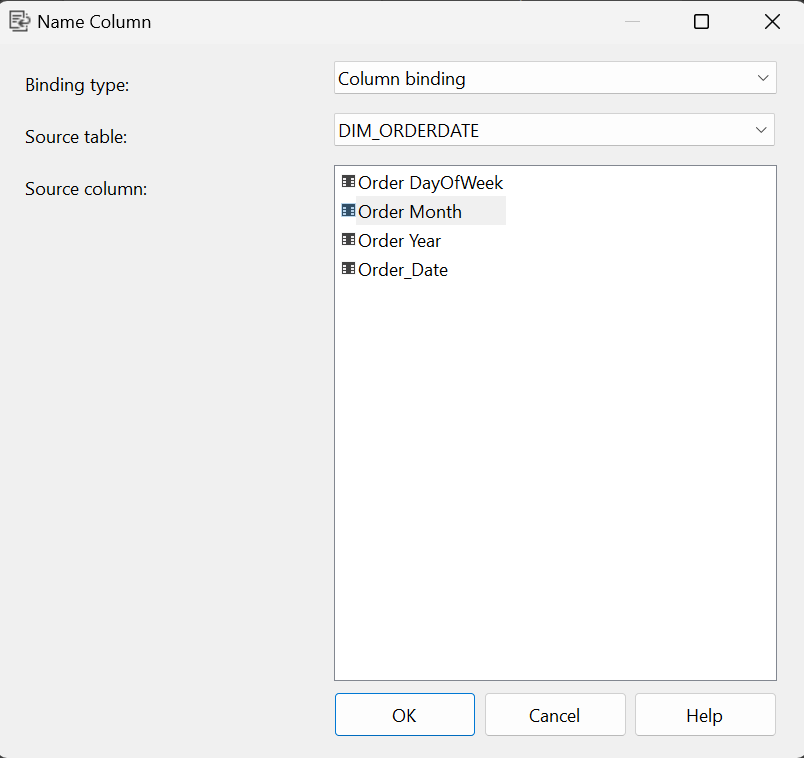 Name Column
Binding type:
Column binding
Source table:
DIM_ORDERDATE
Source column:
Order DayOfWeek
Order Month
Order Year
Order_Date
OK
Cancel
Help